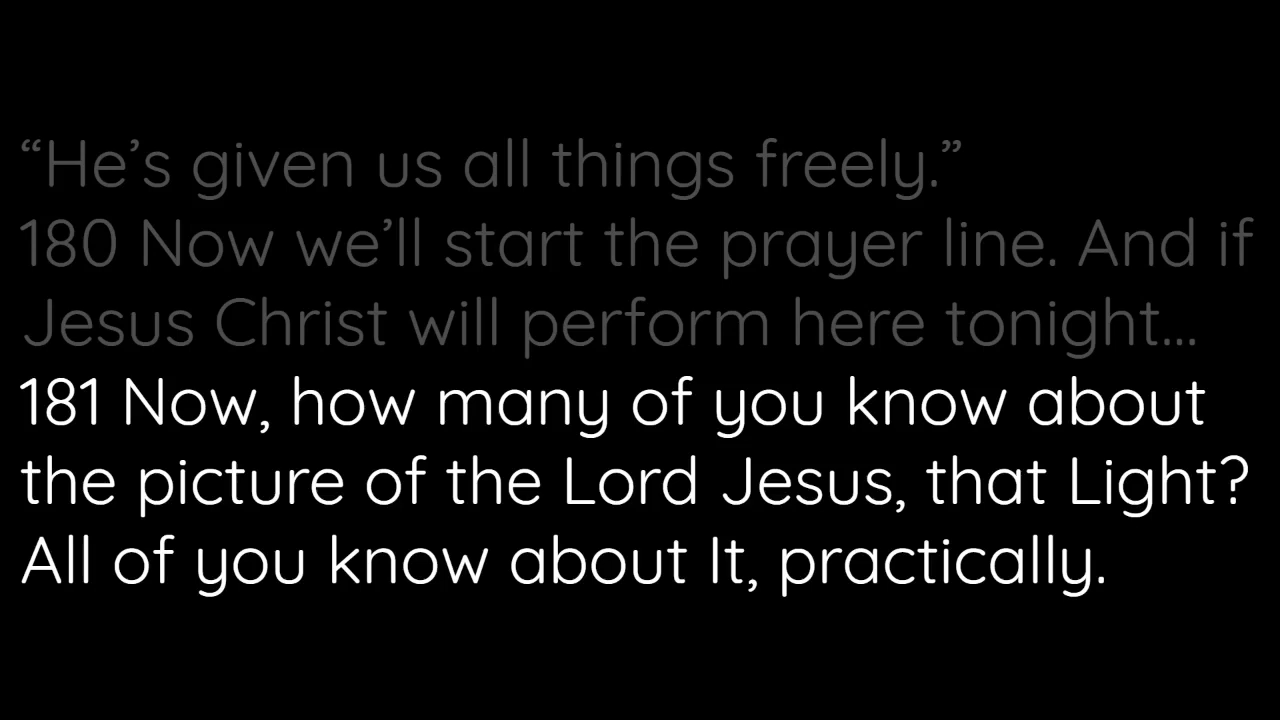 “He’s given us all things freely.”
180 Now we’ll start the prayer line. And if
Jesus Christ will perform here tonight...
181 Now, how many of you know about
the picture of the Lord Jesus, that Light?
All of you know about It, practically.